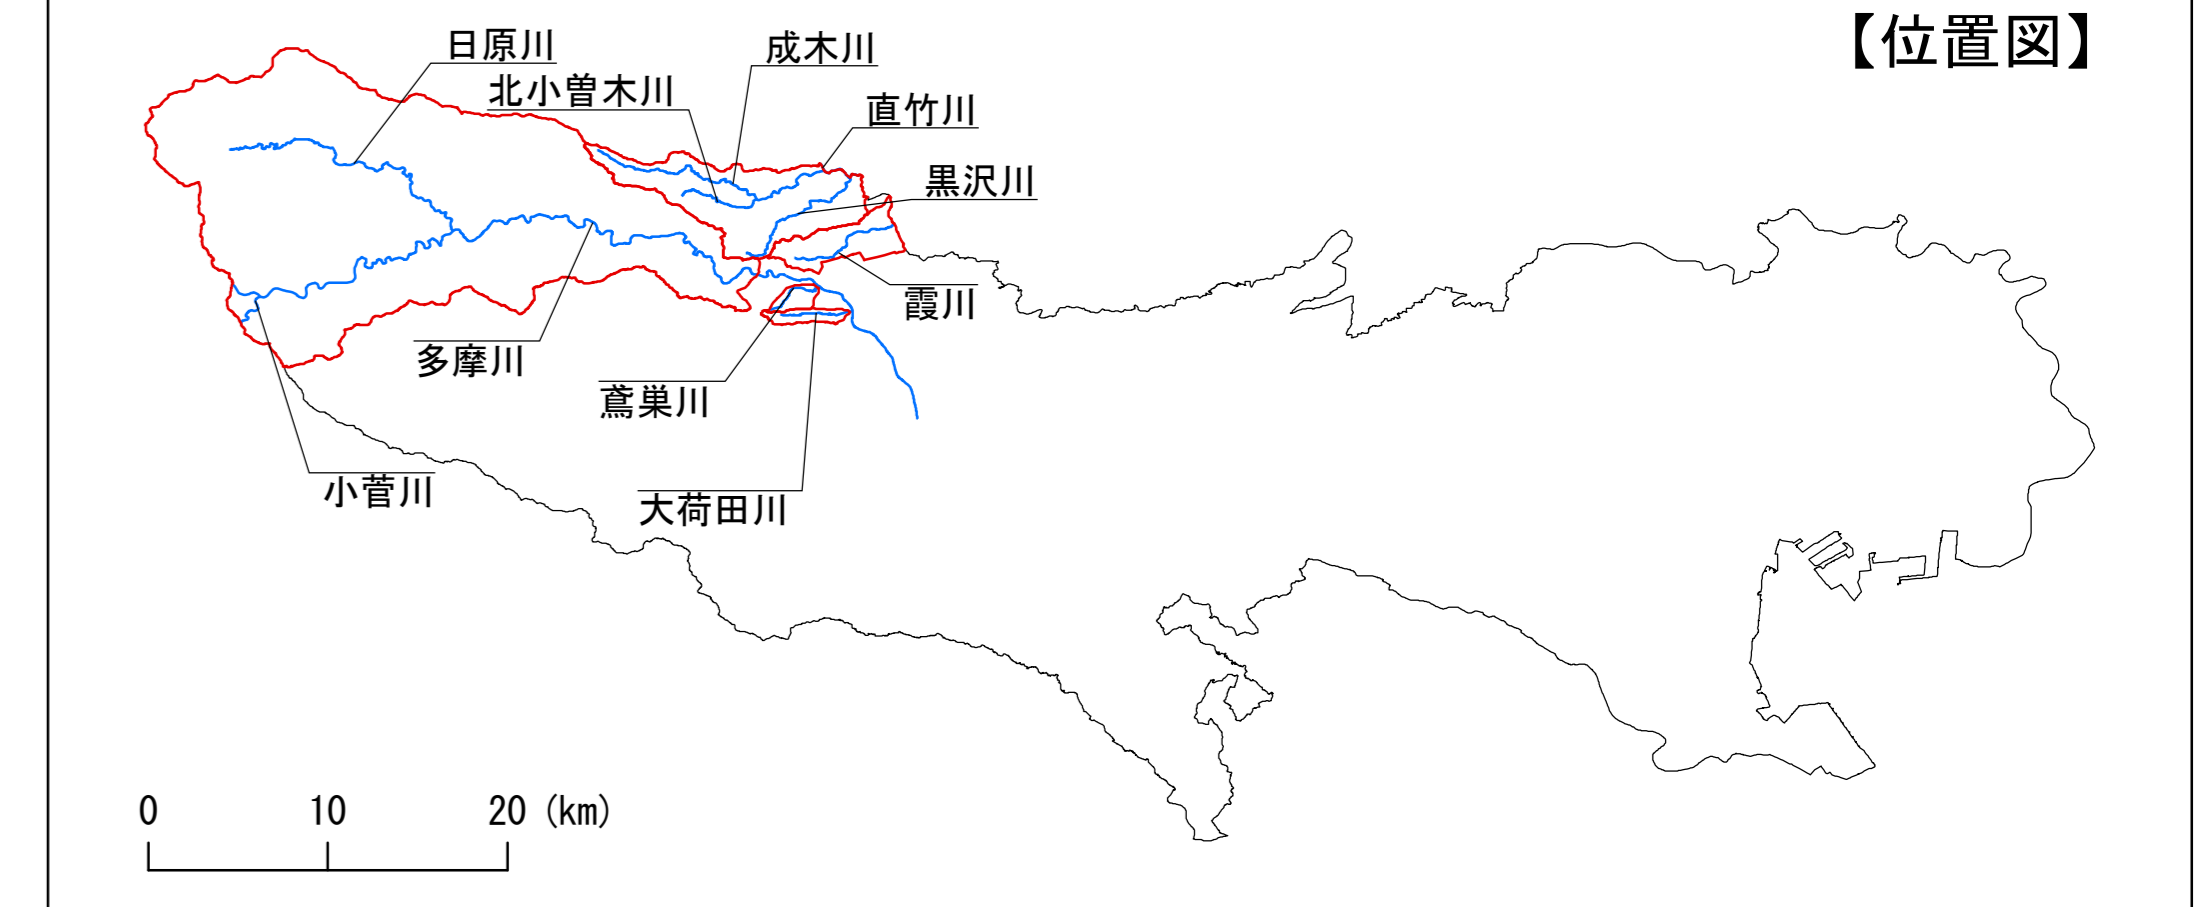 【位置図】
日原川
成木川
北小曽木川
直竹川
黒沢川
霞川
多摩川
鳶巣川
小菅川
大荷田川
0 10 20 (km)